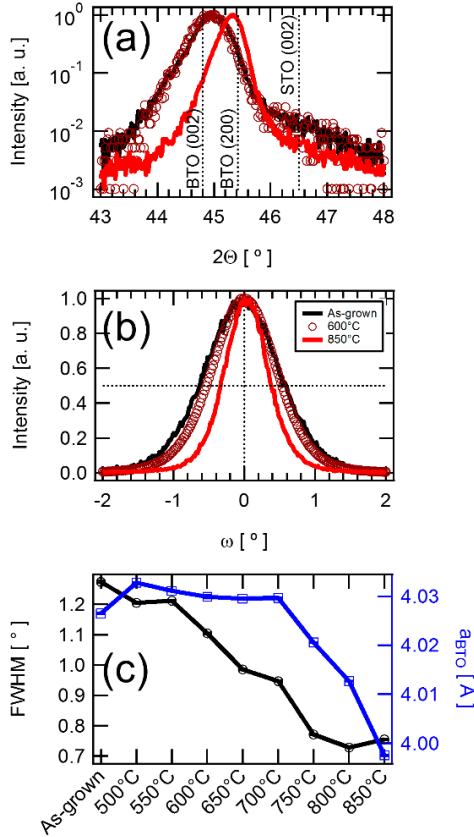 (a)
Intensity [a. u.]
10⁰
10⁻¹
10⁻²
10⁻³
BTO (002)
BTO (200)
STO (002)
43 44 45 46 47 48
2Θ [ º ]
(b)
Intensity [a. u.]
1.0
0.8
0.6
0.4
0.2
0.0
As-grown
600°C
850°C
-2 -1 0 1 2
ω [ º ]
(c)
FWHM [ ° ]
1.2
1.1
1.0
0.9
0.8
0.7
4.03
4.02
4.01
4.00
aBTO [A]
As-grown 500°C 550°C 600°C 650°C 700°C 750°C 800°C 850°C